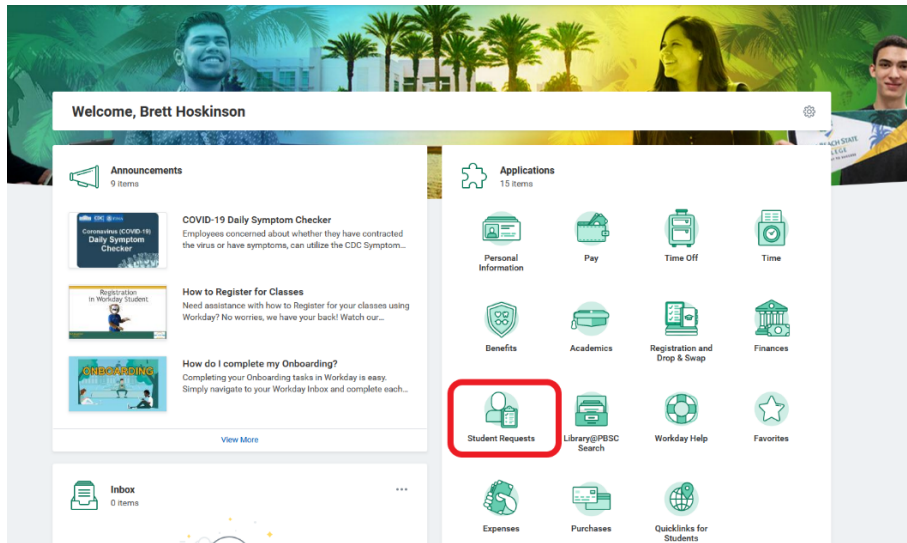 Welcome, Brett Hoskinson
BEACH STATE
Announcements
9 items
COVID-19 Daily Symptom Checker
Employees concerned about whether they have contracted
the virus or have symptoms, can utilize the CDC Symptom...
CDC
Coronavirus (COVID-19)
Daily Symptom
Checker
How to Register for Classes
Need assistance with how to Register for your classes using
Workday? No worries, we have your back! Watch our...
Registration
in Workday Student
How do I complete my Onboarding?
Completing your Onboarding tasks in Workday is easy.
Simply navigate to your Workday Inbox and complete each...
ONBOARDING
View More
Inbox
0 items
Applications
15 items
Personal
Information
Pay
Time Off
Time
Benefits
Academics
Registration and
Drop & Swap
Finances
Student Requests
Library@PBSC
Search
Workday Help
Favorites
Expenses
Purchases
Quicklinks for
Students